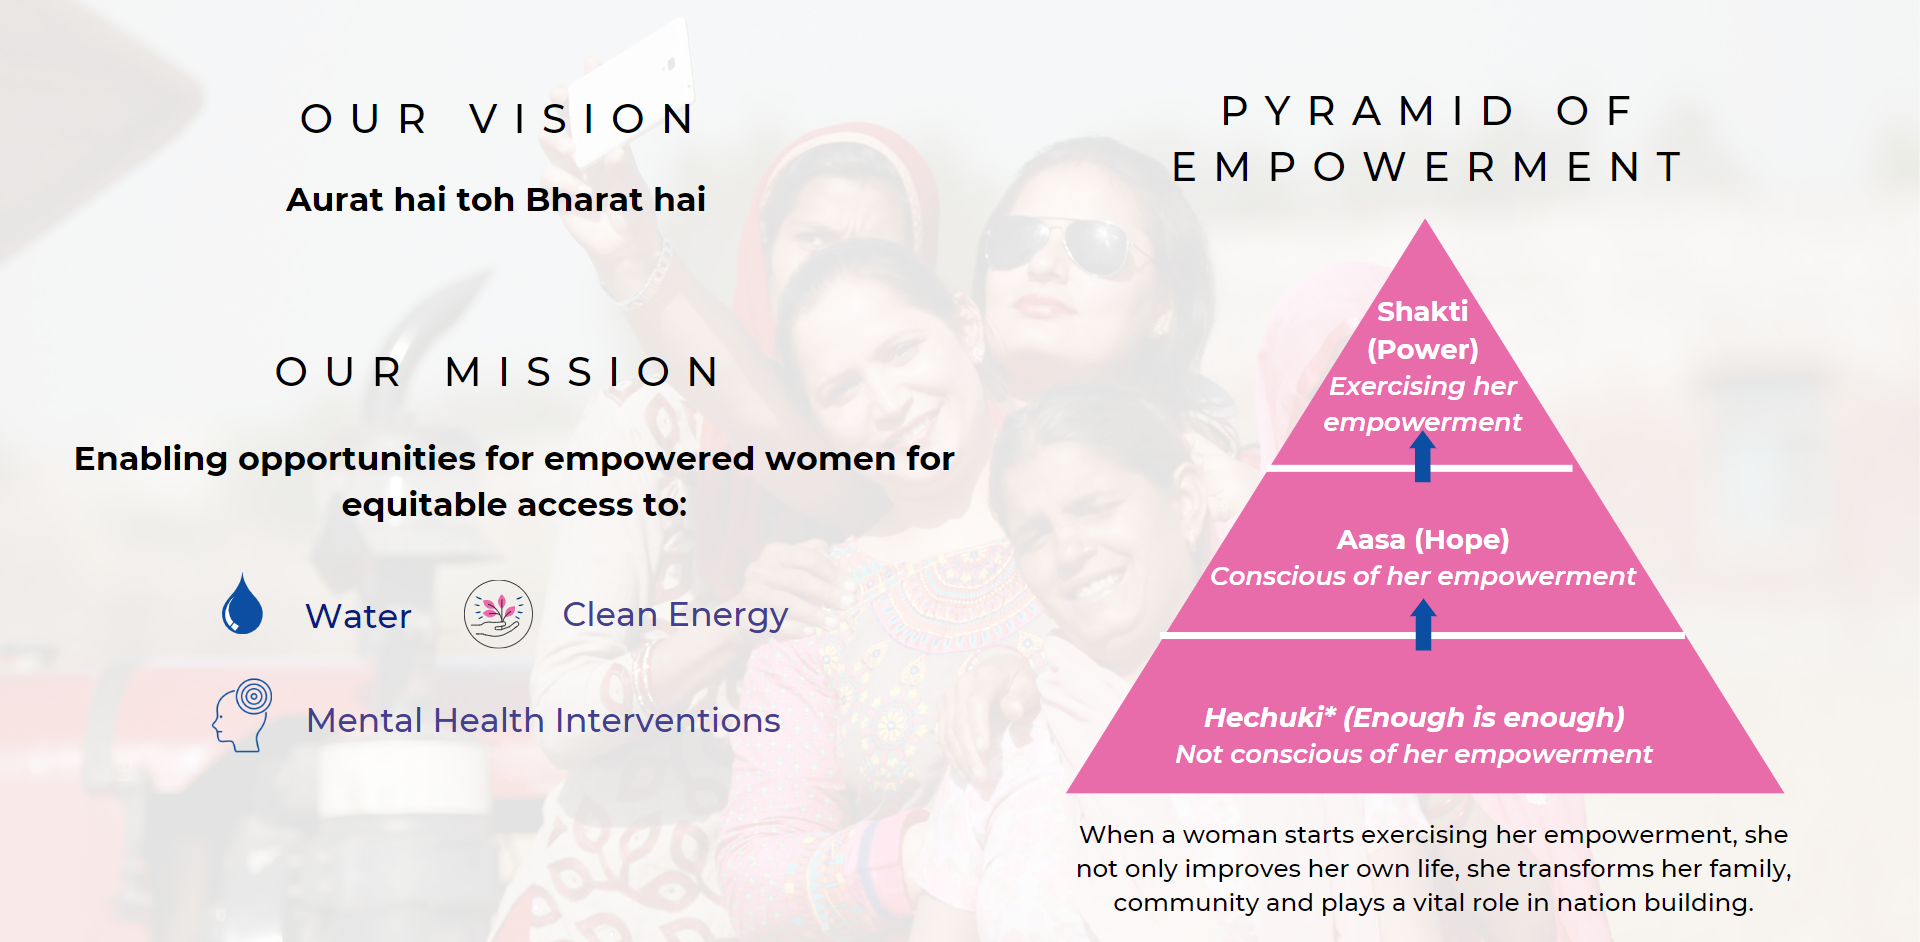 OUR VISION
Aurat hai toh Bharat hai
OUR MISSION
Enabling opportunities for empowered women for
equitable access to:
Water
Clean Energy
Mental Health Interventions
PYRAMID OF
EMPOWERMENT
Shakti
(Power)
Exercising her
empowerment
Aasa (Hope)
Conscious of her empowerment
Hechuki* (Enough is enough)
Not conscious of her empowerment
When a woman starts exercising her empowerment, she
not only improves her own life, she transforms her family,
community and plays a vital role in nation building.